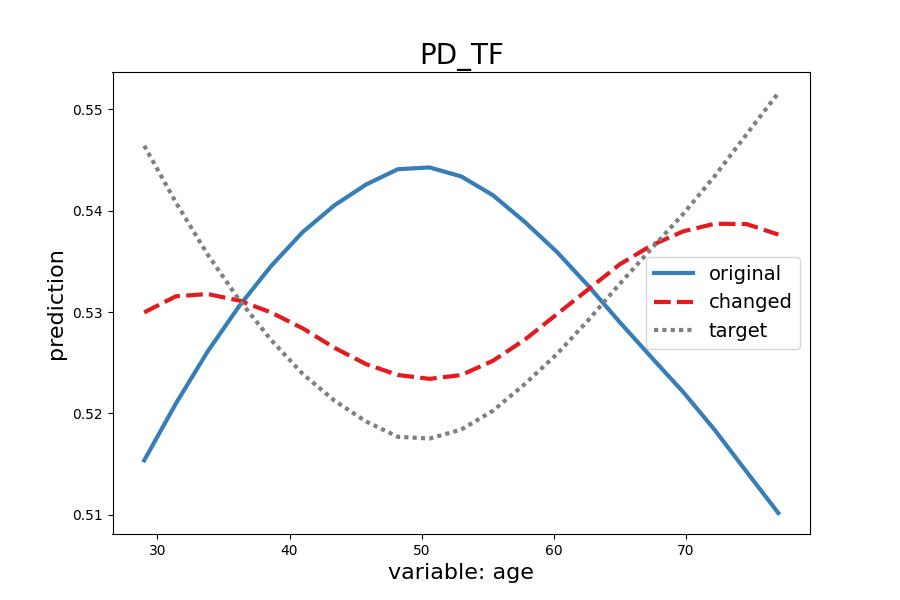 PD_TF
prediction
0.55
0.54
0.53
0.52
0.51
original
changed
target
30 40 50 60 70
variable: age